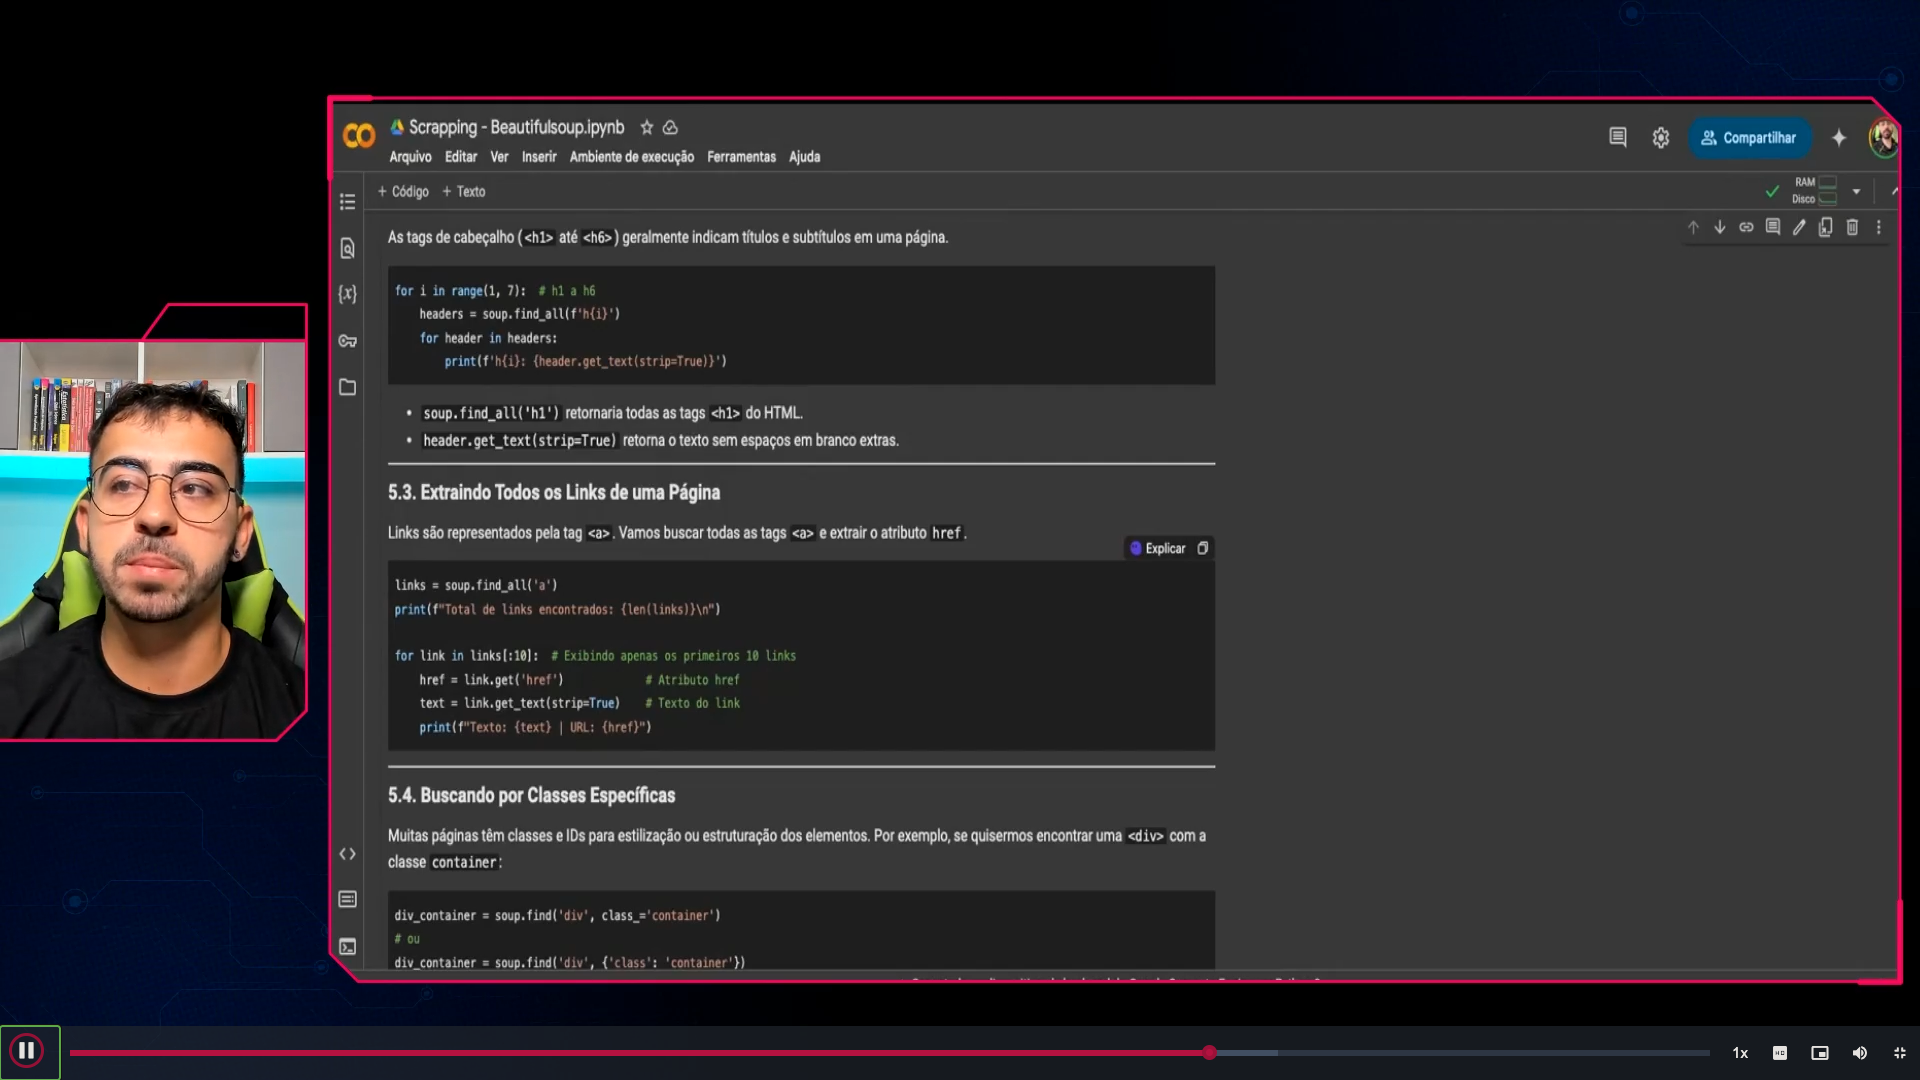 Scrapping - Beautifulsoup.ipynb
Arquivo Editar Ver Inserir Ambiente de execução Ferramentas Ajuda
Compartilhar
+ Código + Texto
RAM
Disco
As tags de cabeçalho (<h1> até <h6>) geralmente indicam títulos e subtítulos em uma página.
for i in range(1, 7):  # h1 a h6
    headers = soup.find_all(f'h{i}')
    for header in headers:
        print(f'h{i}: {header.get_text(strip=True)}')
• soup.find_all('h1') retornaria todas as tags <h1> do HTML.
• header.get_text(strip=True) retorna o texto sem espaços em branco extras.
5.3. Extraindo Todos os Links de uma Página
Links são representados pela tag <a>. Vamos buscar todas as tags <a> e extrair o atributo href.
Explicar
links = soup.find_all('a')
print(f"Total de links encontrados: {len(links)}\n")
for link in links[:10]:  # Exibindo apenas os primeiros 10 links
    href = link.get('href')             # Atributo href
    text = link.get_text(strip=True)    # Texto do link
    print(f"Texto: {text} | URL: {href}")
5.4. Buscando por Classes Específicas
Muitas páginas têm classes e IDs para estilização ou estruturação dos elementos. Por exemplo, se quisermos encontrar uma <div> com a
classe container:
div_container = soup.find('div', class_='container')
# ou
div_container = soup.find('div', {'class': 'container'})
1x
HD